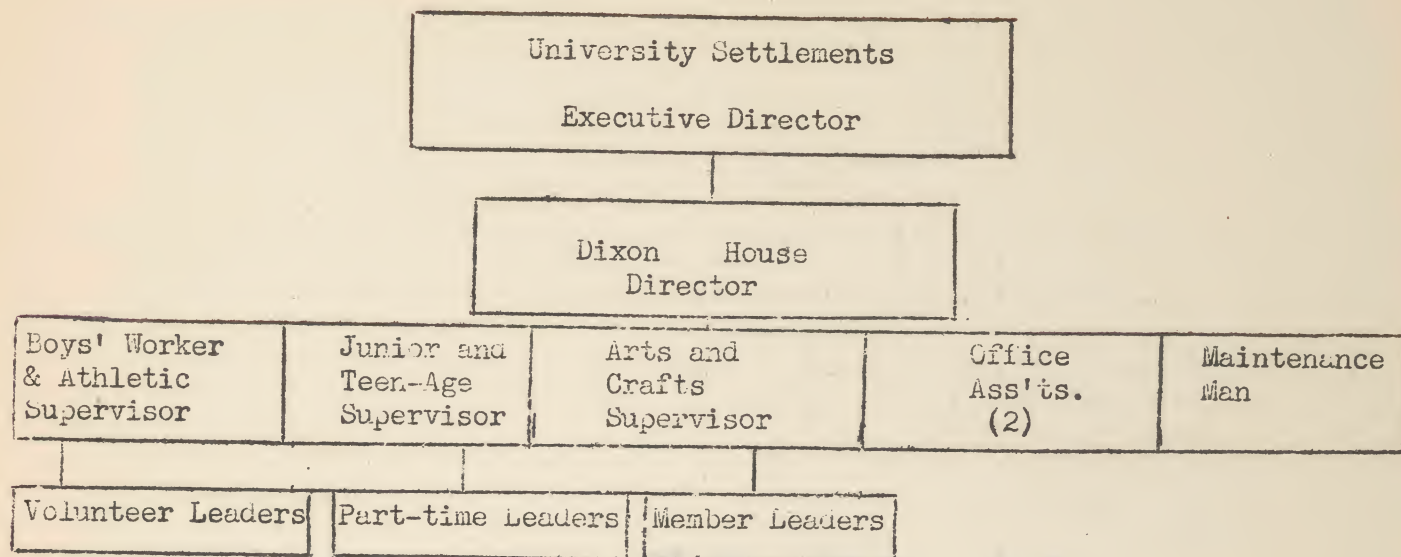 University Settlements
Executive Director
Dixon House
Director
Boys' Worker
& Athletic
Supervisor
Junior and
Teen-Age
Supervisor
Arts and
Crafts
Supervisor
Office
Ass'ts.
(2)
Maintenance
Man
Volunteer Leaders
Part-time Leaders
Member Leaders